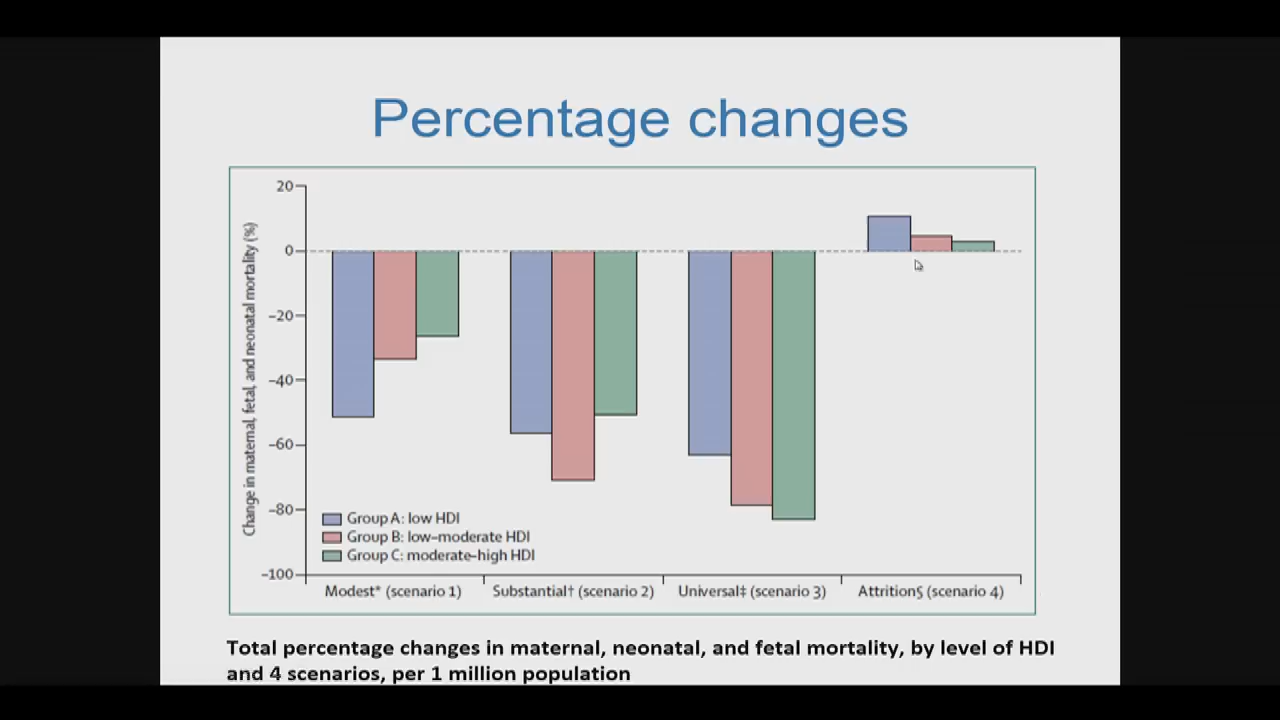 Percentage changes
Change in maternal, fetal, and neonatal mortality (%)
20
0
–20
–40
–60
–80
–100
Group A: low HDI
Group B: low–moderate HDI
Group C: moderate–high HDI
Modest* (scenario 1)
Substantial† (scenario 2)
Universal‡ (scenario 3)
Attrition§ (scenario 4)
Total percentage changes in maternal, neonatal, and fetal mortality, by level of HDI
and 4 scenarios, per 1 million population